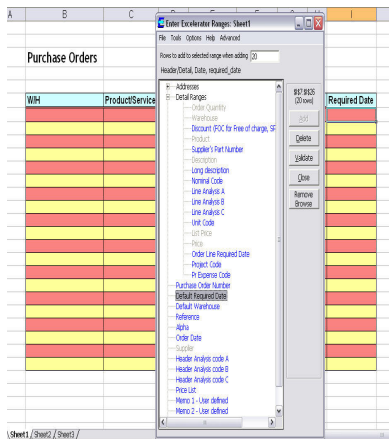 A B C I
Enter Excelerator Ranges: Sheet1
File Tools Options Help Advanced
Rows to add to selected range when adding 20
Header/Detail, Date, required_date
Purchase Orders
W/H Product/Service Required Date
Addresses
Detail Ranges
Order Quantity
Warehouse
Discount (FOC for Free of charge, SF
Product
Supplier's Part Number
Description
Long description
Nominal Code
Line Analysis A
Line Analysis B
Line Analysis C
Unit Code
List Price
Price
Order Line Required Date
Project Code
Pr Expense Code
Purchase Order Number
Default Required Date
Default Warehouse
Reference
Alpha
Order Date
Supplier
Header Analysis code A
Header Analysis code B
Header Analysis code C
Price List
Memo 1 - User defined
Memo 2 - User defined
(20 rows)
Add
Delete
Validate
Close
Remove
Browse
Sheet1 / Sheet2 / Sheet3 /